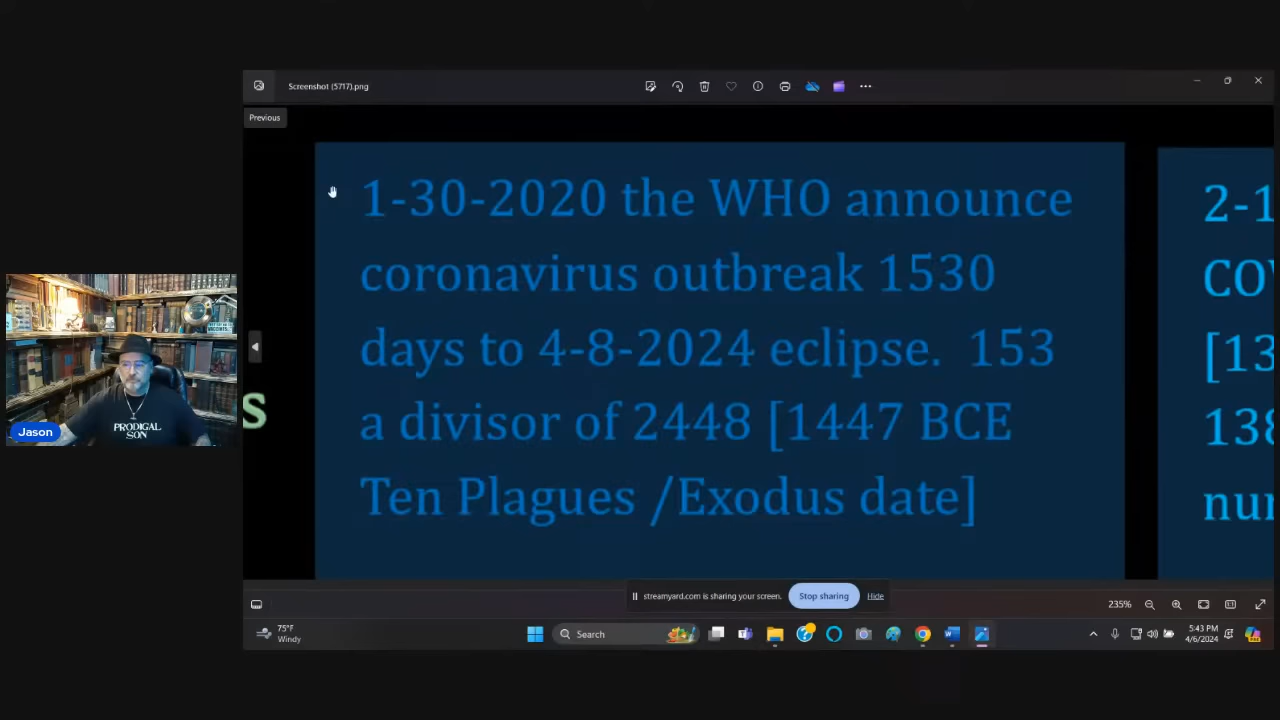 Screenshot (5717).png
Previous
1-30-2020 the WHO announce
coronavirus outbreak 1530
days to 4-8-2024 eclipse.  153
a divisor of 2448 [1447 BCE
Ten Plagues /Exodus date]
2-1
CO
[13
138
nur
s
Jason
PRODIGAL
SON
streamyard.com is sharing your screen.
Stop sharing
Hide
235%
75°F
Windy
Search
5:43 PM
4/6/2024